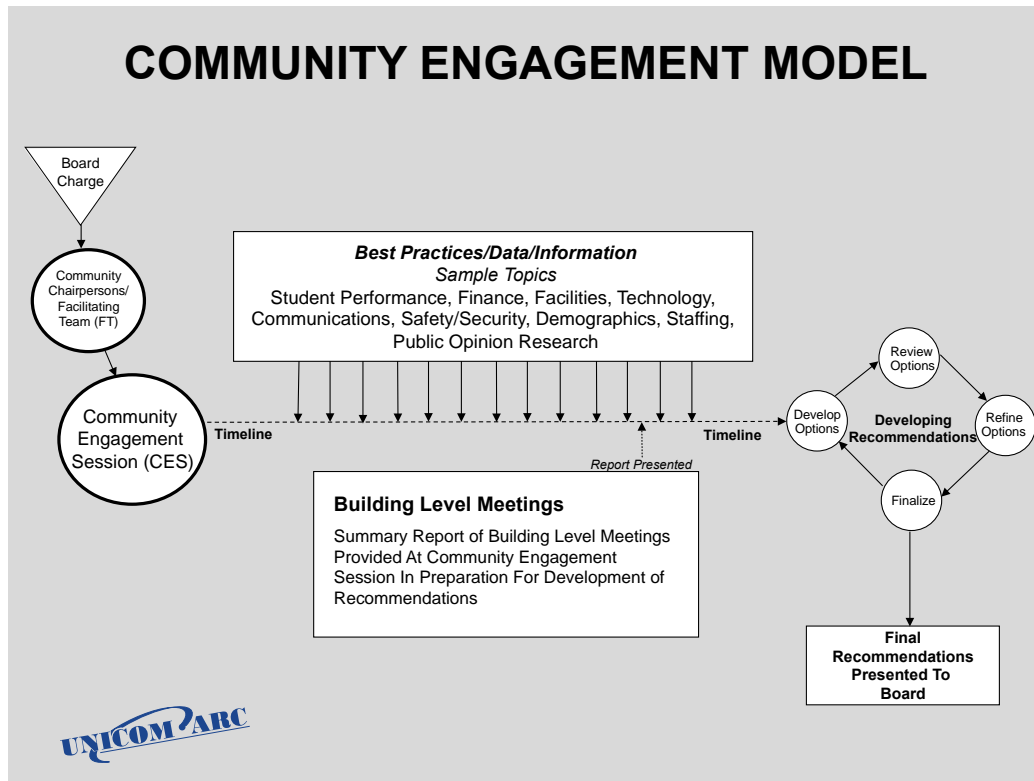 COMMUNITY ENGAGEMENT MODEL
Board
Charge
Community
Chairpersons/
Facilitating
Team (FT)
Community
Engagement
Session (CES)
Best Practices/Data/Information
Sample Topics
Student Performance, Finance, Facilities, Technology,
Communications, Safety/Security, Demographics, Staffing,
Public Opinion Research
Timeline
Timeline
Report Presented
Building Level Meetings
Summary Report of Building Level Meetings
Provided At Community Engagement
Session In Preparation For Development of
Recommendations
Review
Options
Develop
Options
Developing
Recommendations
Refine
Options
Finalize
Final
Recommendations
Presented To
Board
UNICOM ARC